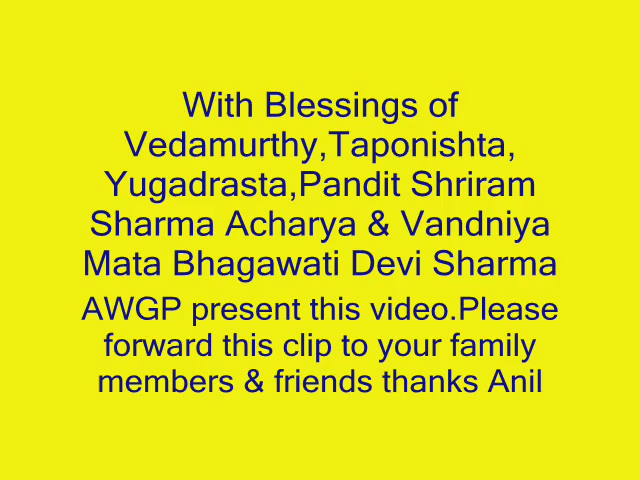 With Blessings of
Vedamurthy,Taponishta,
Yugadrasta,Pandit Shriram
Sharma Acharya & Vandniya
Mata Bhagawati Devi Sharma
AWGP present this video.Please
forward this clip to your family
members & friends thanks Anil